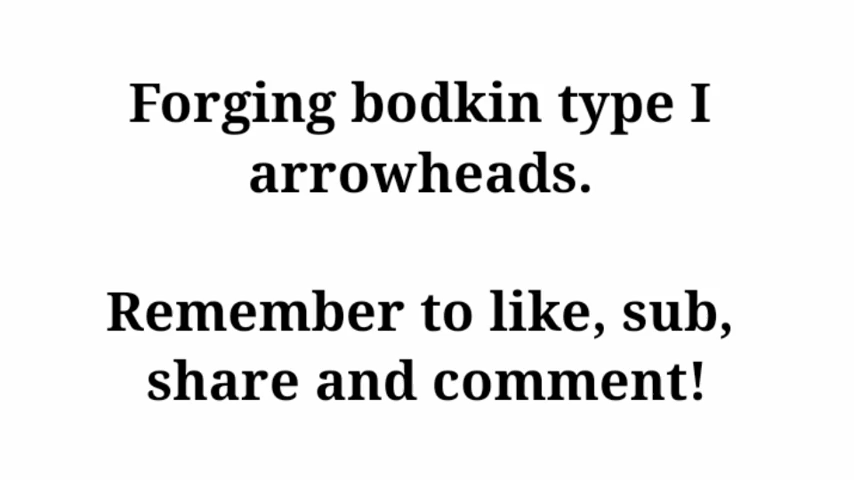 Forging bodkin type I
arrowheads.
Remember to like, sub,
share and comment!